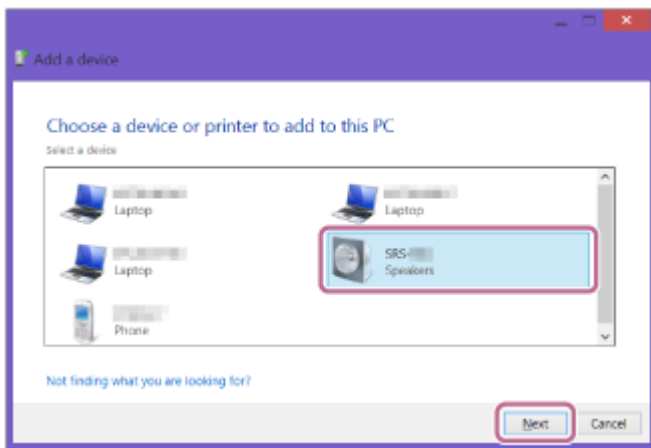 Add a device
Choose a device or printer to add to this PC
Select a device
Laptop
Laptop
Laptop
SRS-
Speakers
Phone
Not finding what you are looking for?
Next
Cancel